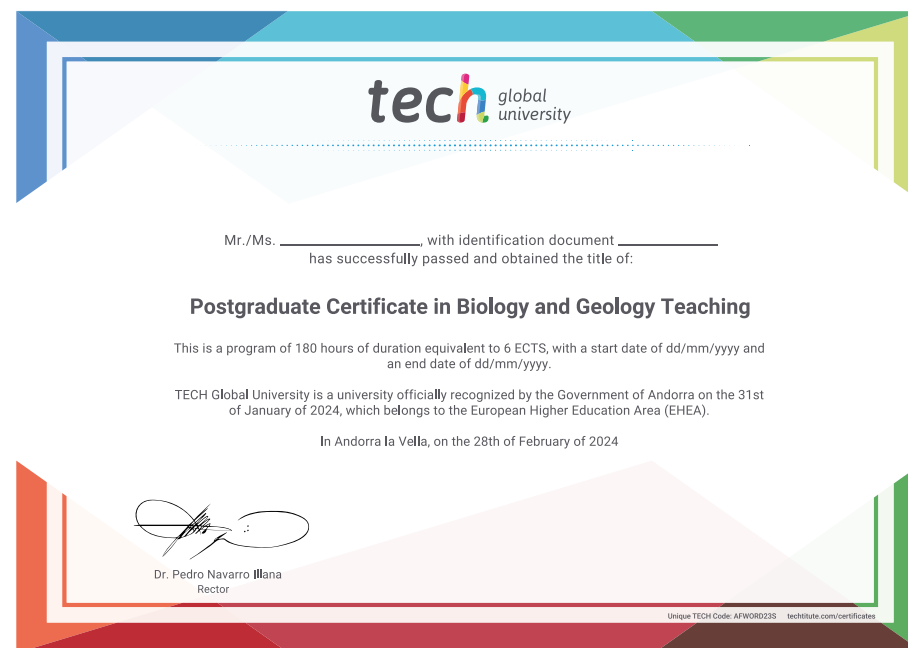 tech global university
Mr./Ms. ____________, with identification document ____________
has successfully passed and obtained the title of:
Postgraduate Certificate in Biology and Geology Teaching
This is a program of 180 hours of duration equivalent to 6 ECTS, with a start date of dd/mm/yyyy and
an end date of dd/mm/yyyy.
TECH Global University is a university officially recognized by the Government of Andorra on the 31st
of January of 2024, which belongs to the European Higher Education Area (EHEA).
In Andorra la Vella, on the 28th of February of 2024
Dr. Pedro Navarro Illana
Rector
Unique TECH Code: AFWORD23S techtitute.com/certificates